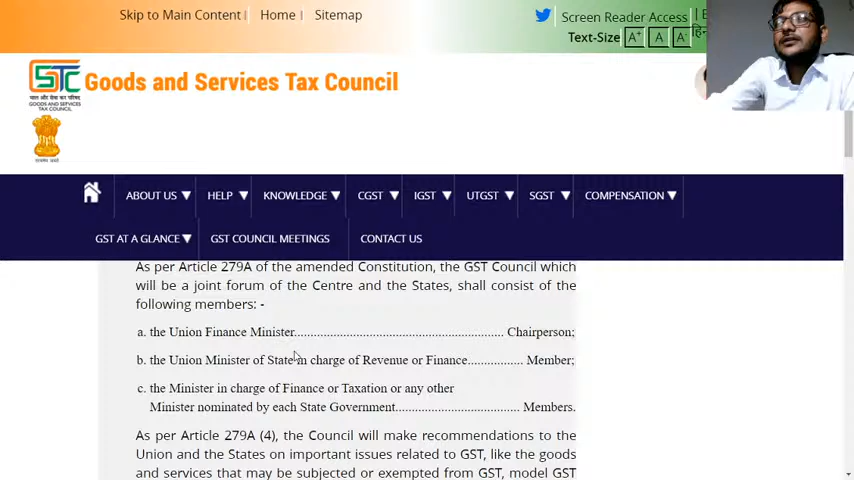 Skip to Main Content | Home | Sitemap
Screen Reader Access |
Text-Size A+ A A-
GOODS AND SERVICES
TAX COUNCIL
Goods and Services Tax Council
ABOUT US ▼ HELP ▼ KNOWLEDGE ▼ CGST ▼ IGST ▼ UTGST ▼ SGST ▼ COMPENSATION ▼
GST AT A GLANCE ▼ GST COUNCIL MEETINGS CONTACT US
As per Article 279A of the amended Constitution, the GST Council which
will be a joint forum of the Centre and the States, shall consist of the
following members: -
a. the Union Finance Minister................................................................ Chairperson;
b. the Union Minister of State in charge of Revenue or Finance................. Member;
c. the Minister in charge of Finance or Taxation or any other
Minister nominated by each State Government...................................... Members.
As per Article 279A (4), the Council will make recommendations to the
Union and the States on important issues related to GST, like the goods
and services that may be subjected or exempted from GST, model GST